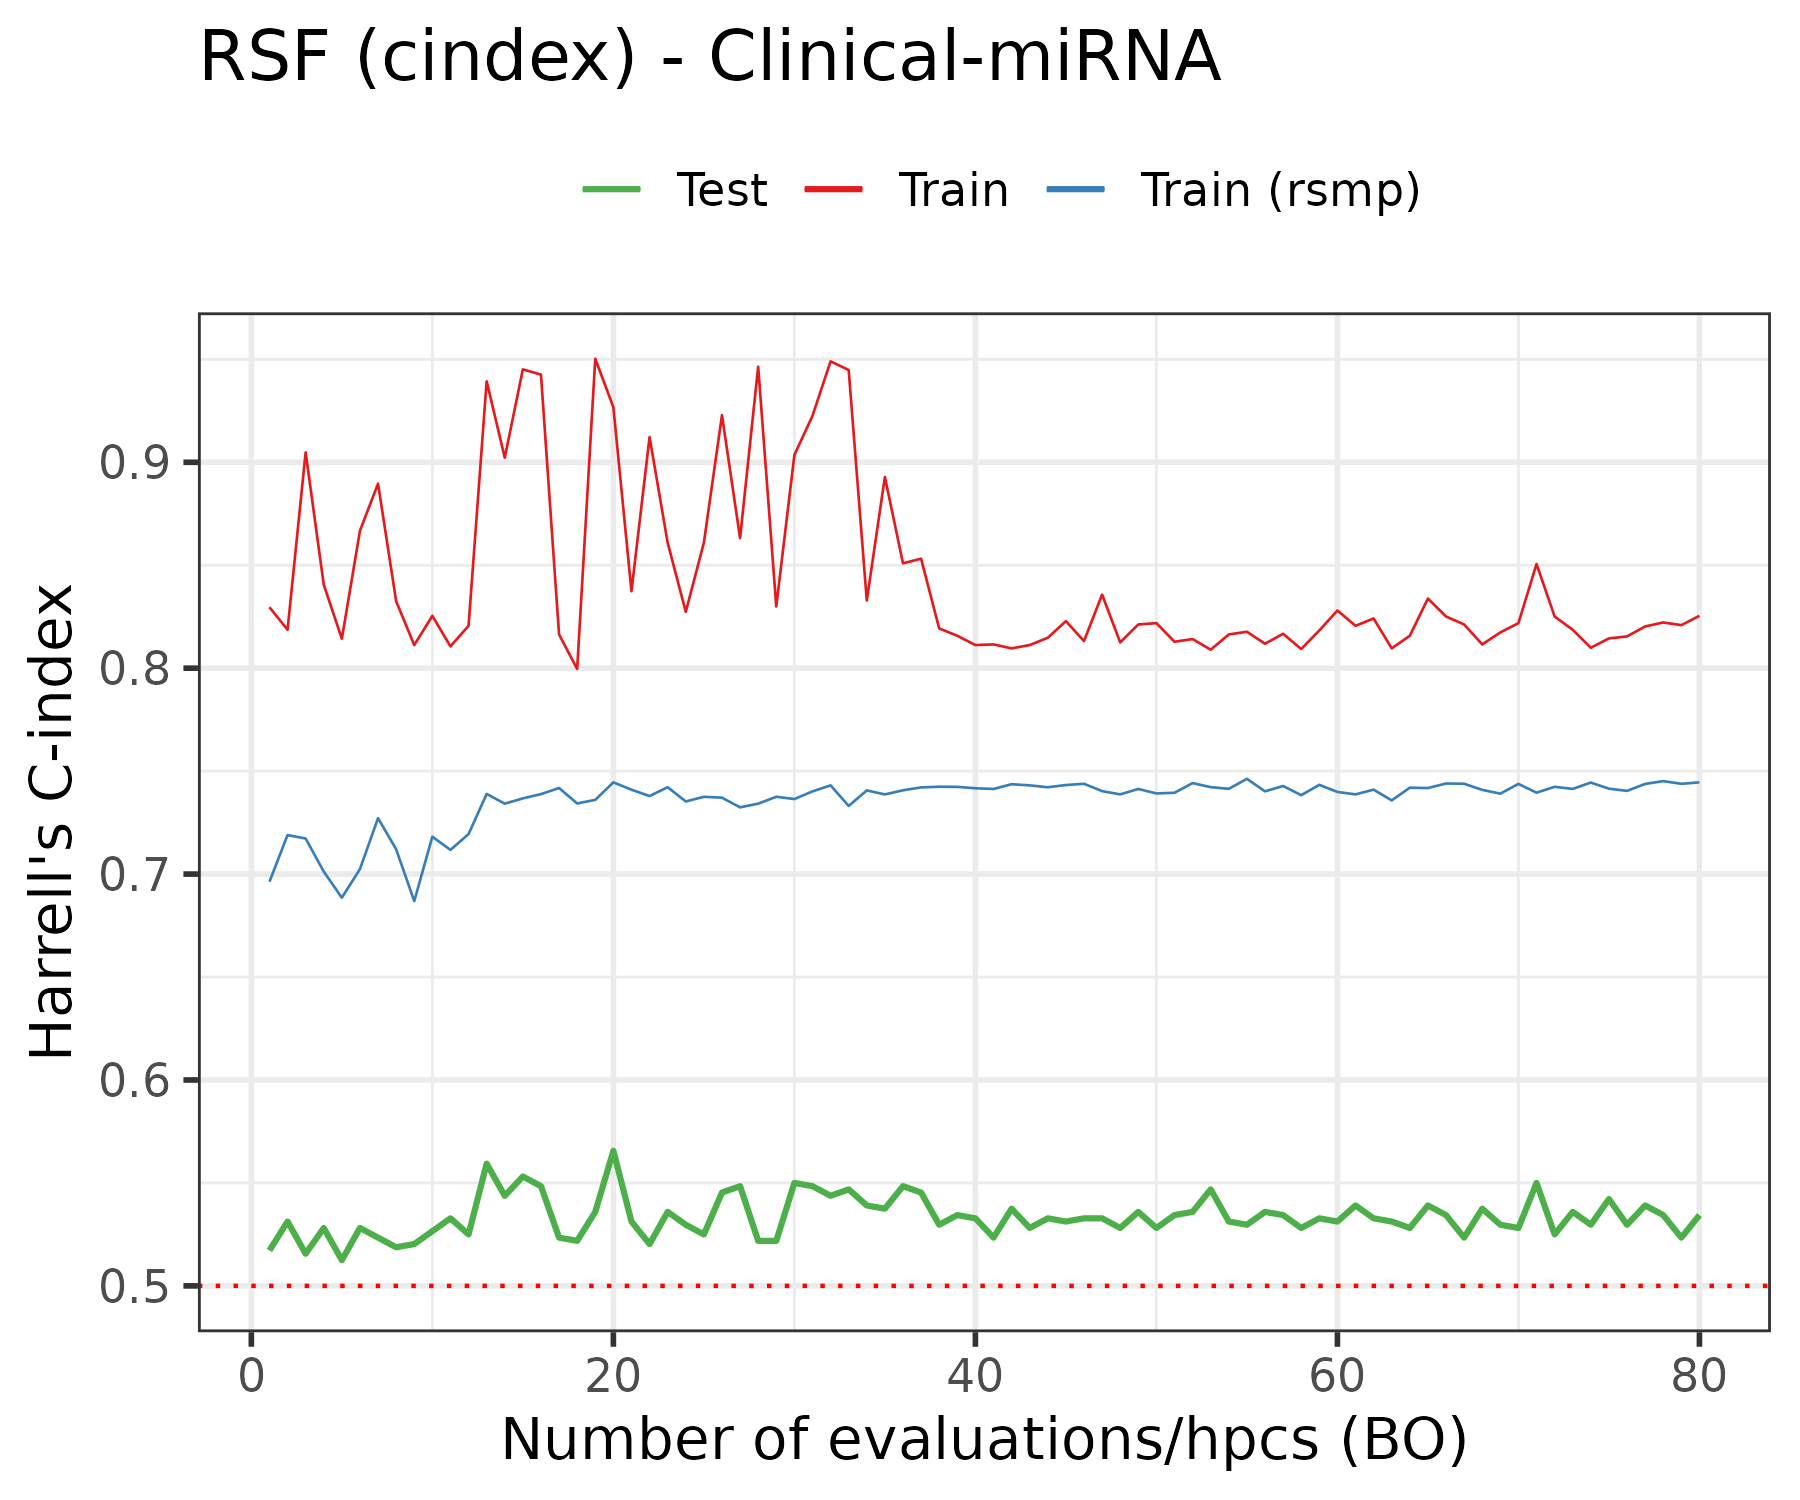 RSF (cindex) - Clinical-miRNA
Test Train Train (rsmp)
Harrell's C-index
0.9
0.8
0.7
0.6
0.5
0 20 40 60 80
Number of evaluations/hpcs (BO)